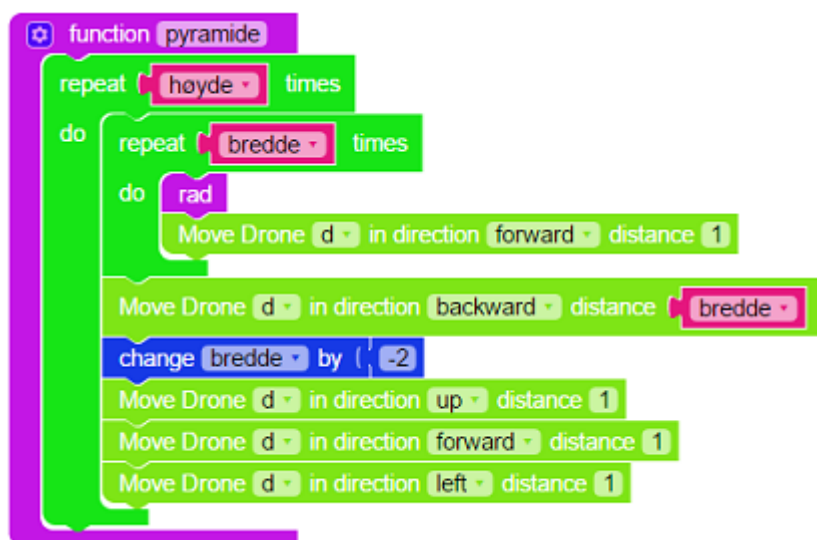 function pyramide
repeat høyde times
do repeat bredde times
do rad
Move Drone d in direction forward distance 1
Move Drone d in direction backward distance bredde
change bredde by -2
Move Drone d in direction up distance 1
Move Drone d in direction forward distance 1
Move Drone d in direction left distance 1